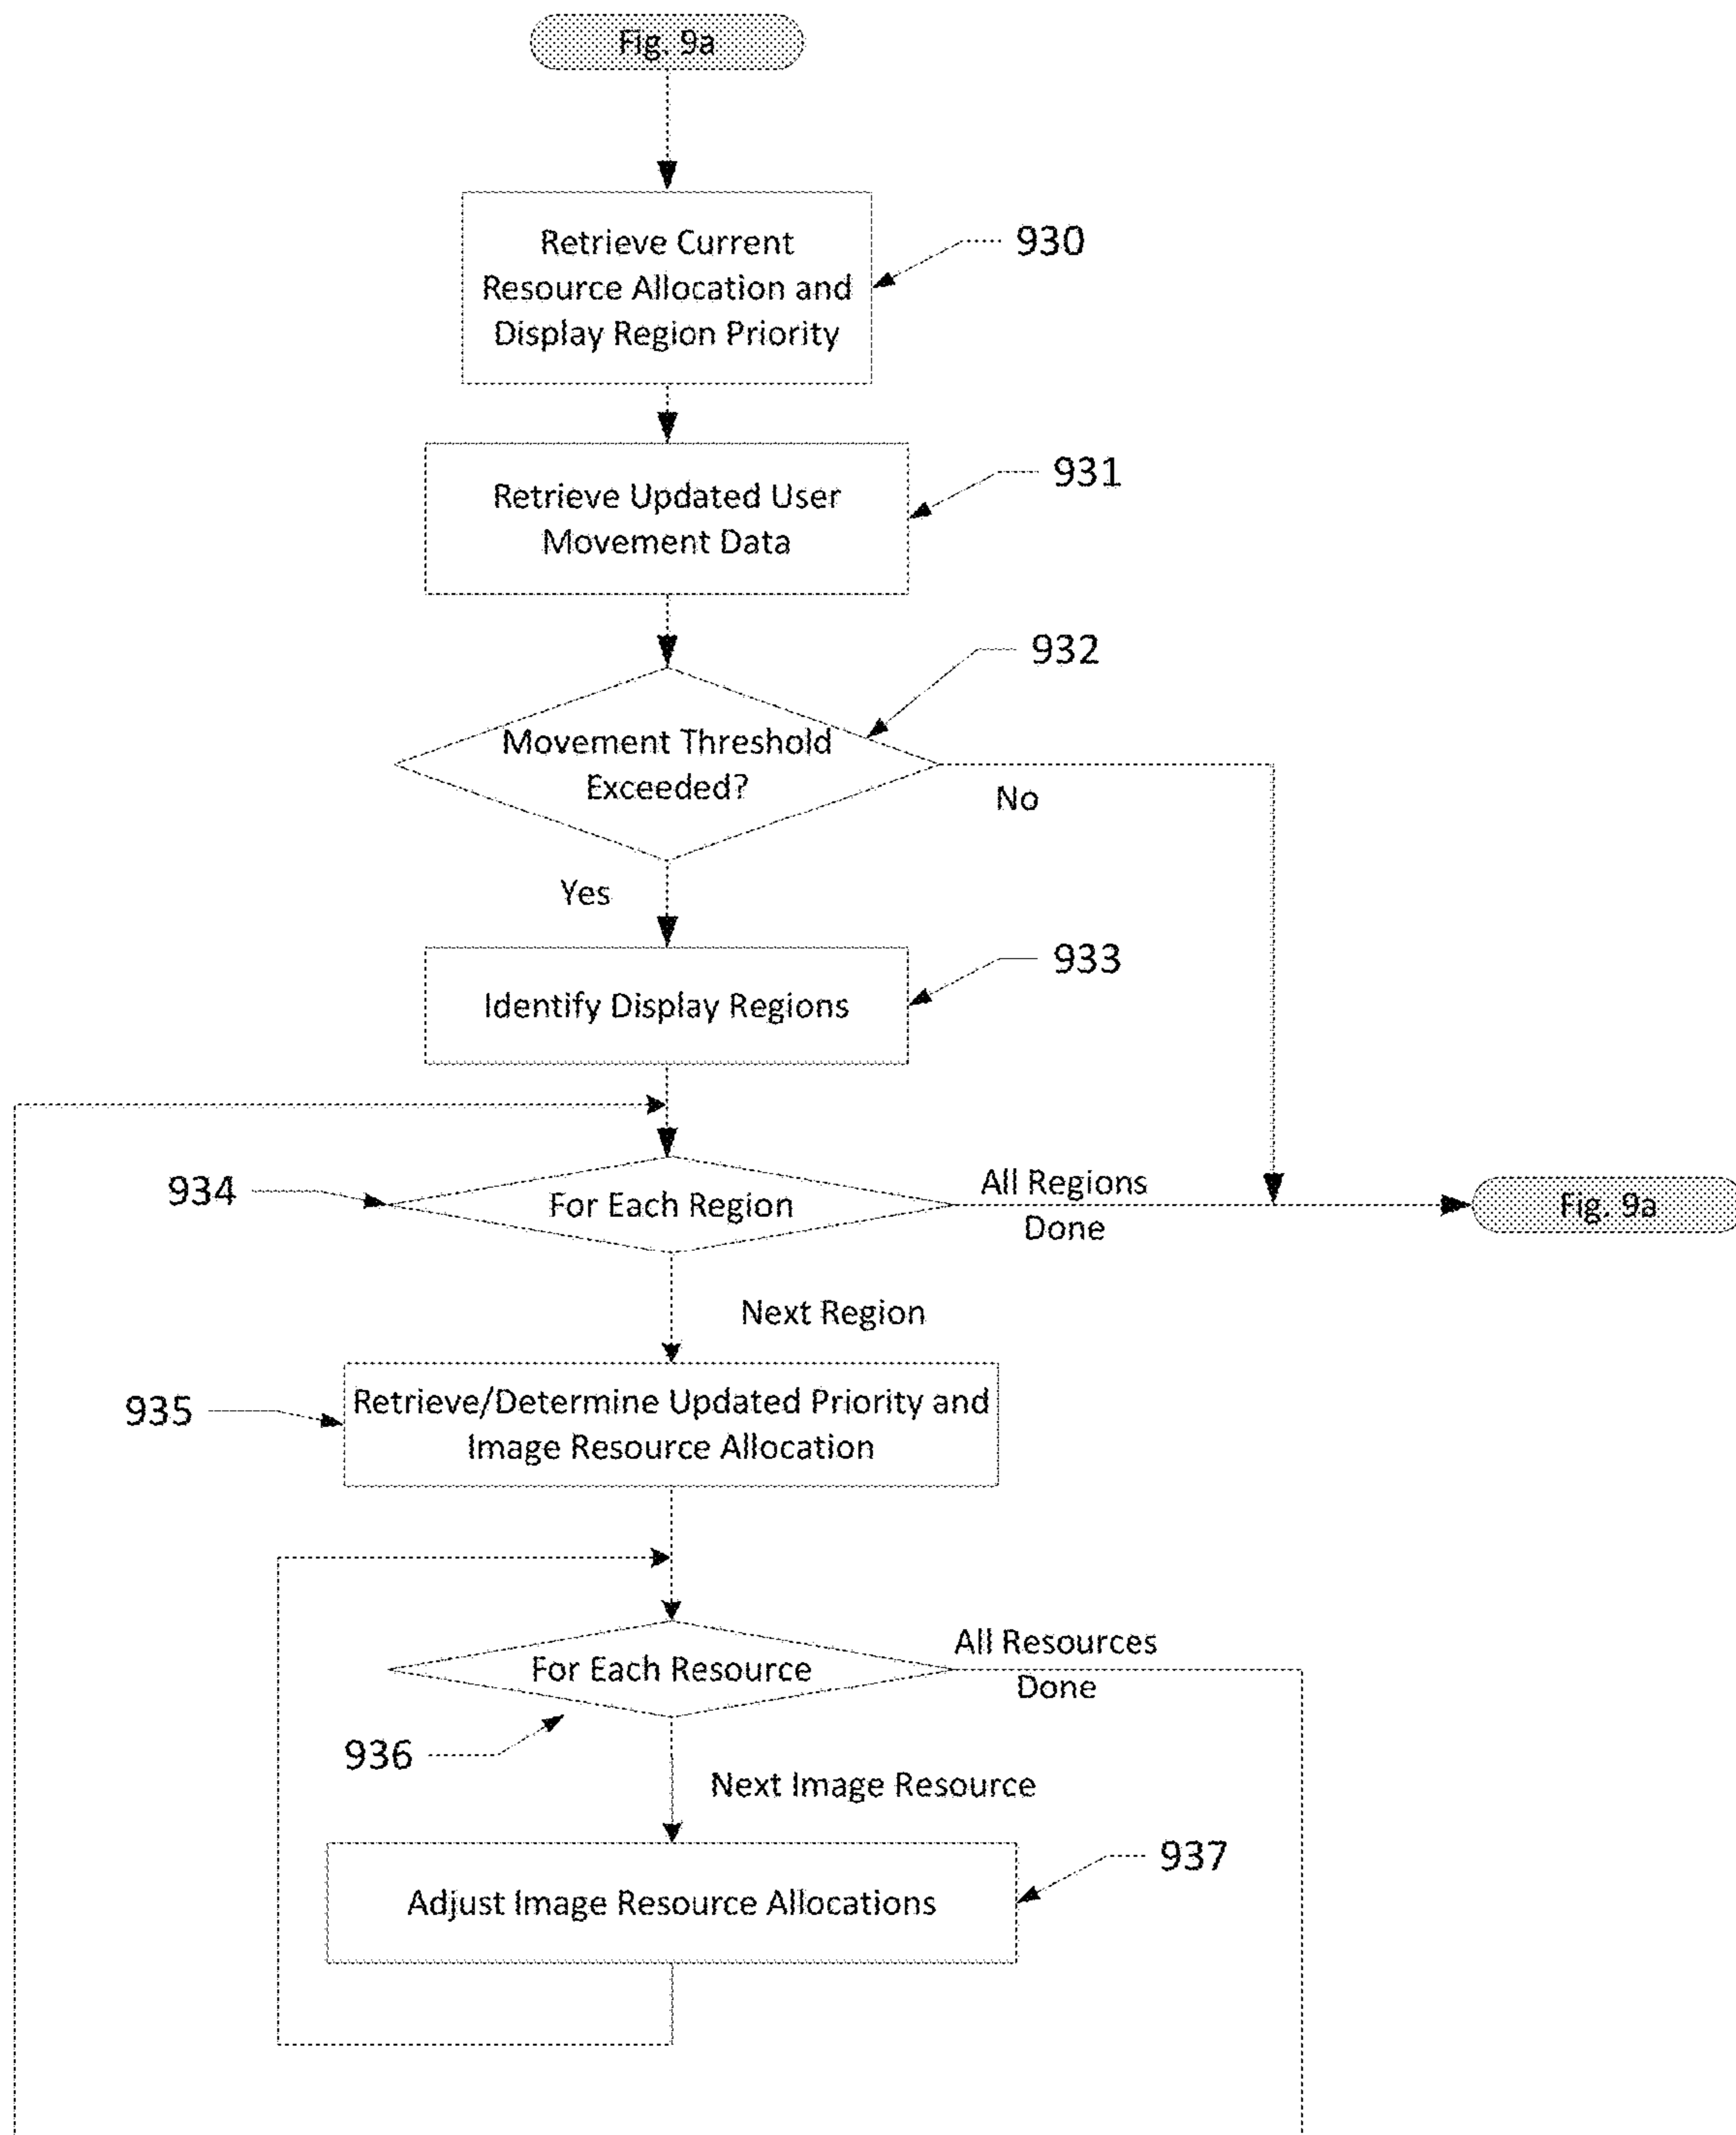 Fig. 9a
Retrieve Current
Resource Allocation and
Display Region Priority
930
Retrieve Updated User
Movement Data
931
932
Movement Threshold
Exceeded?
No
Yes
Identify Display Regions
933
934
For Each Region
All Regions
Done
Fig. 9a
Next Region
935
Retrieve/Determine Updated Priority and
Image Resource Allocation
For Each Resource
All Resources
Done
936
Next Image Resource
Adjust Image Resource Allocations
937